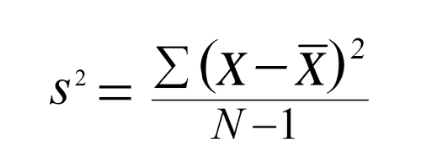 s² = Σ(X − X̅)² / N − 1